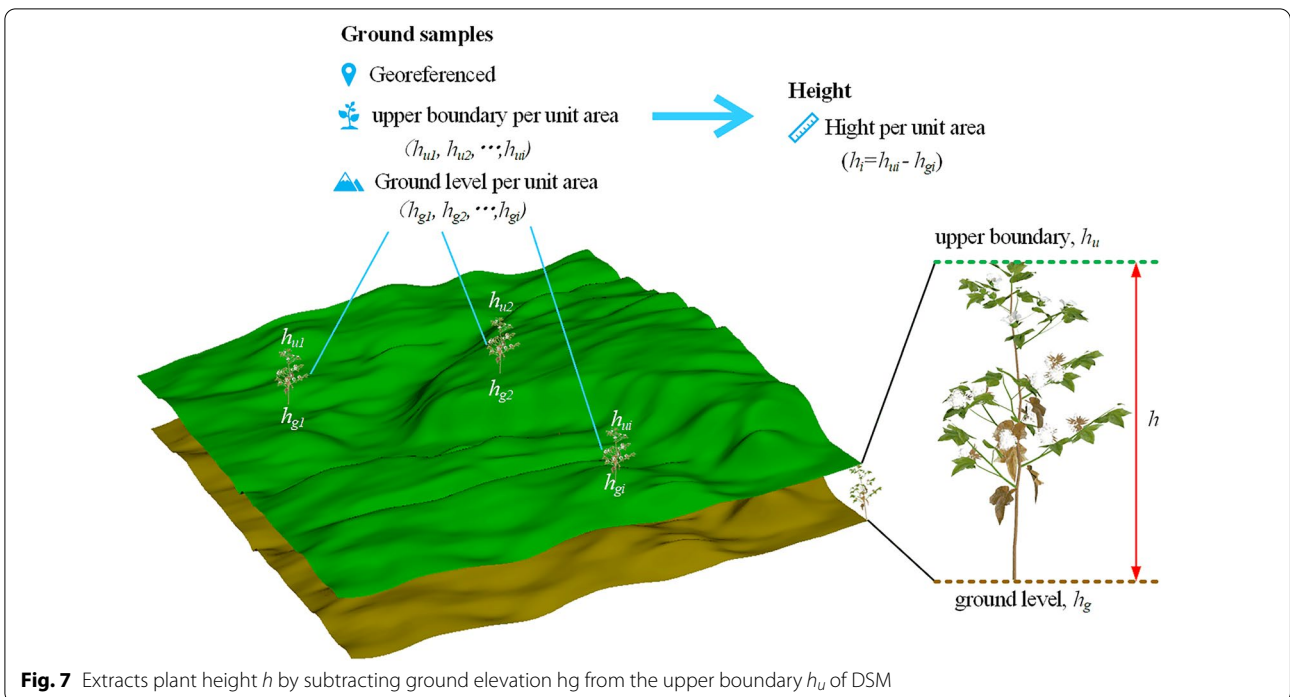 Ground samples
Georeferenced
upper boundary per unit area
(hu1, hu2, ···,hui)
Ground level per unit area
(hg1, hg2, ···,hgi)
Height
Hight per unit area
(hi=hui - hgi)
upper boundary, hu
hu2
hu1
hg2
hg1
hui
hgi
h
ground level, hg
Fig. 7 Extracts plant height h by subtracting ground elevation hg from the upper boundary hu of DSM